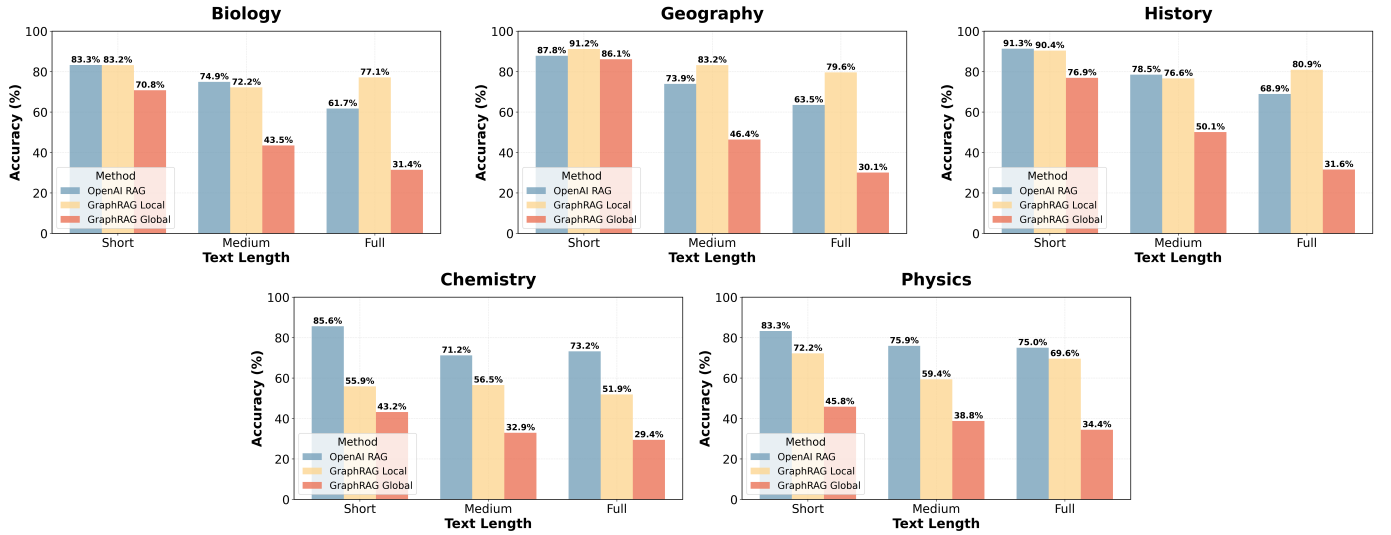 Biology
Accuracy (%)
100
80
60
40
20
0
83.3%
83.2%
70.8%
74.9%
72.2%
43.5%
61.7%
77.1%
31.4%
Method
OpenAI RAG
GraphRAG Local
GraphRAG Global
Short
Medium
Full
Text Length
Geography
Accuracy (%)
100
80
60
40
20
0
87.8%
91.2%
86.1%
73.9%
83.2%
46.4%
63.5%
79.6%
30.1%
Method
OpenAI RAG
GraphRAG Local
GraphRAG Global
Short
Medium
Full
Text Length
History
Accuracy (%)
100
80
60
40
20
0
91.3%
90.4%
76.9%
78.5%
76.6%
50.1%
68.9%
80.9%
31.6%
Method
OpenAI RAG
GraphRAG Local
GraphRAG Global
Short
Medium
Full
Text Length
Chemistry
Accuracy (%)
100
80
60
40
20
0
85.6%
55.9%
43.2%
71.2%
56.5%
32.9%
73.2%
51.9%
29.4%
Method
OpenAI RAG
GraphRAG Local
GraphRAG Global
Short
Medium
Full
Text Length
Physics
Accuracy (%)
100
80
60
40
20
0
83.3%
72.2%
45.8%
75.9%
59.4%
38.8%
75.0%
69.6%
34.4%
Method
OpenAI RAG
GraphRAG Local
GraphRAG Global
Short
Medium
Full
Text Length